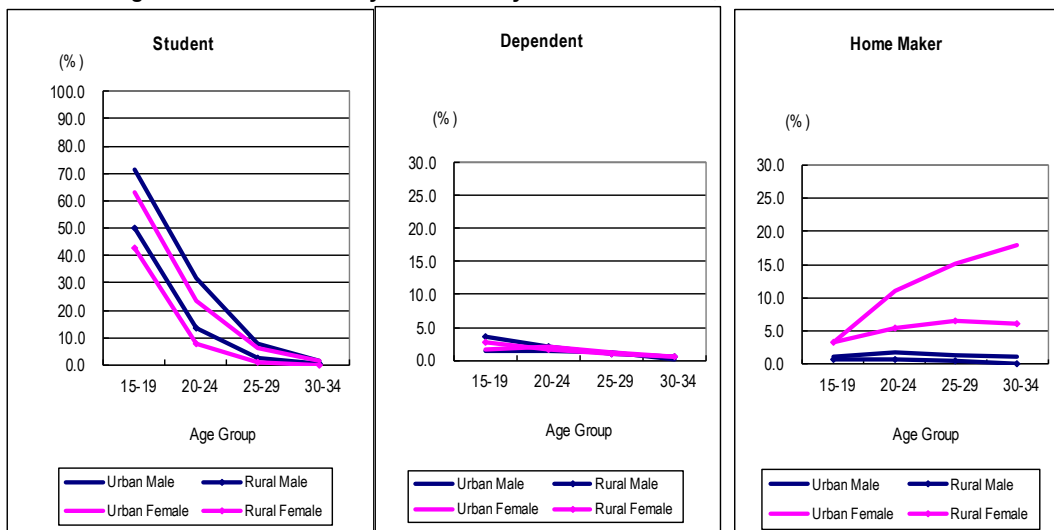 Student
(%)
100.0
90.0
80.0
70.0
60.0
50.0
40.0
30.0
20.0
10.0
0.0
15-19 20-24 25-29 30-34
Age Group
Urban Male Rural Male
Urban Female Rural Female
Dependent
(%)
30.0
25.0
20.0
15.0
10.0
5.0
0.0
15-19 20-24 25-29 30-34
Age Group
Urban Male Rural Male
Urban Female Rural Female
Home Maker
(%)
30.0
25.0
20.0
15.0
10.0
5.0
0.0
15-19 20-24 25-29 30-34
Age Group
Urban Male Rural Male
Urban Female Rural Female